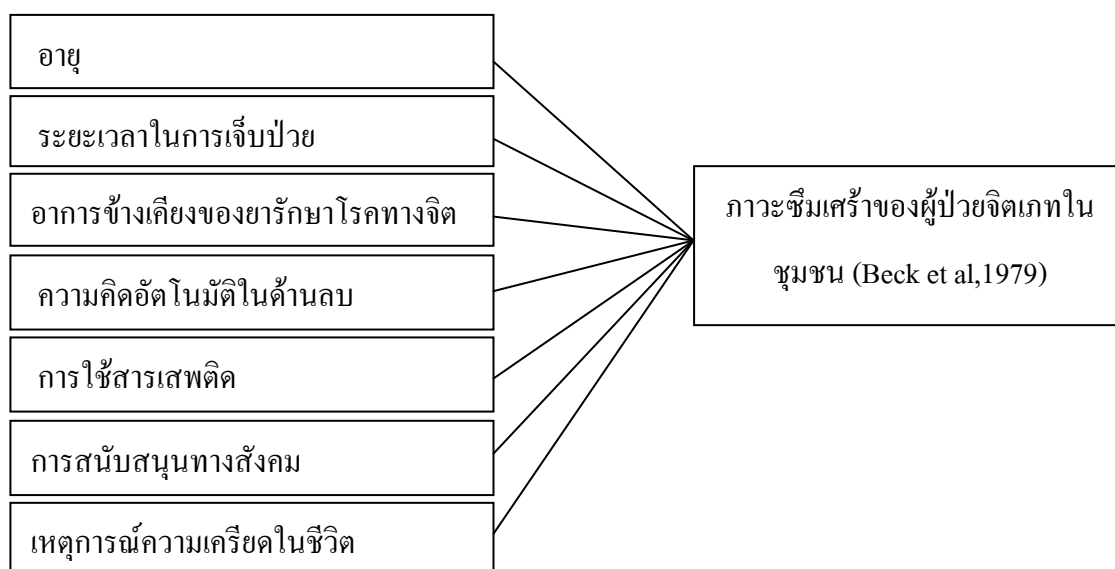 อายุ
ระยะเวลาในการเจ็บป่วย
อาการข้างเคียงของยารักษาโรคทางจิต
ความคิดอัตโนมัติในด้านลบ
การใช้สารเสพติด
การสนับสนุนทางสังคม
เหตุการณ์ความเครียดในชีวิต
ภาวะซึมเศร้าของผู้ป่วยจิตเภทใน
ชุมชน (Beck et al,1979)